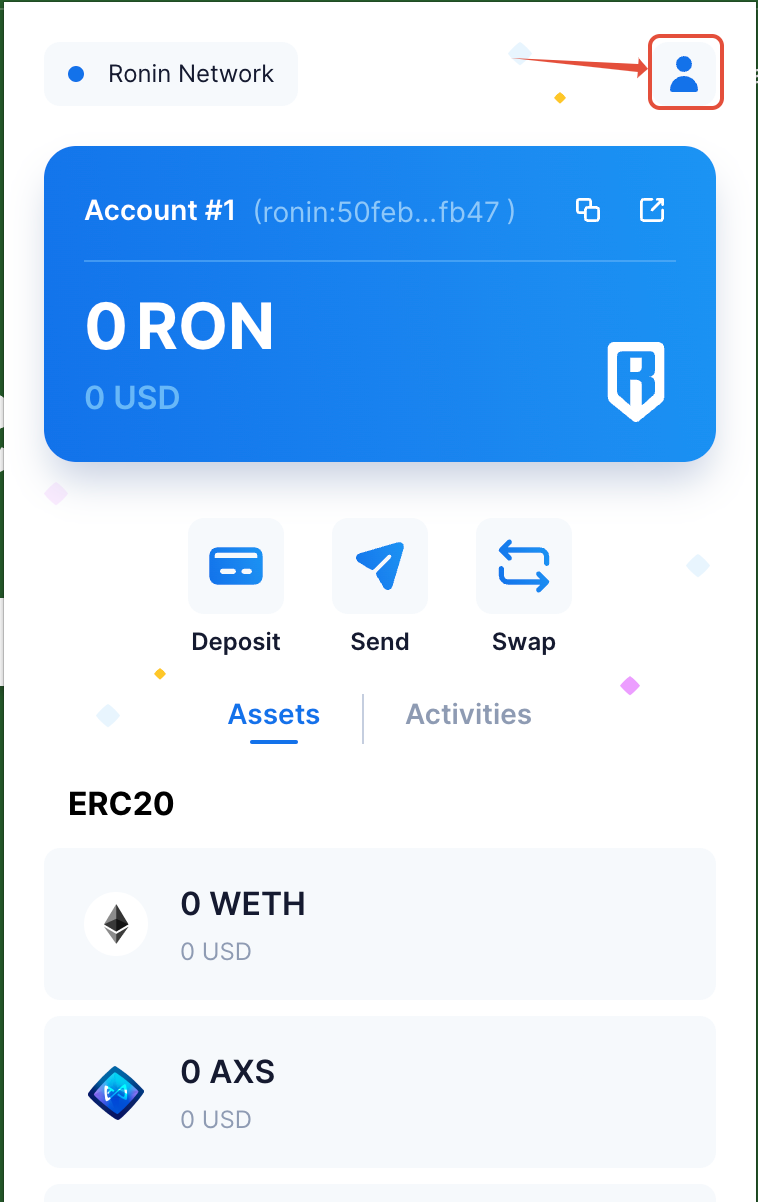 Ronin Network
Account #1 (ronin:50feb...fb47 )
0 RON
0 USD
Deposit Send Swap
Assets Activities
ERC20
0 WETH
0 USD
0 AXS
0 USD